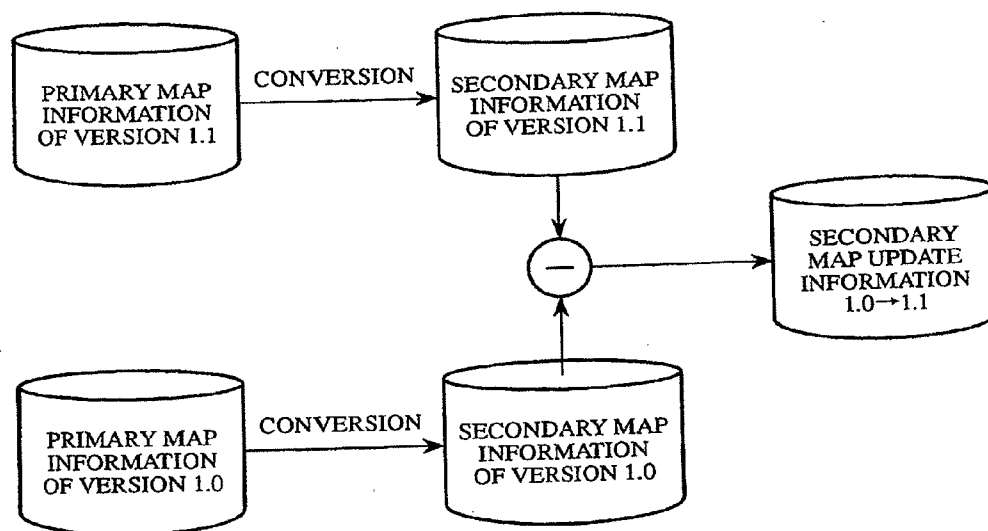 PRIMARY MAP
INFORMATION
OF VERSION 1.1
CONVERSION
SECONDARY MAP
INFORMATION
OF VERSION 1.1
−
SECONDARY
MAP UPDATE
INFORMATION
1.0→1.1
PRIMARY MAP
INFORMATION
OF VERSION 1.0
CONVERSION
SECONDARY MAP
INFORMATION
OF VERSION 1.0